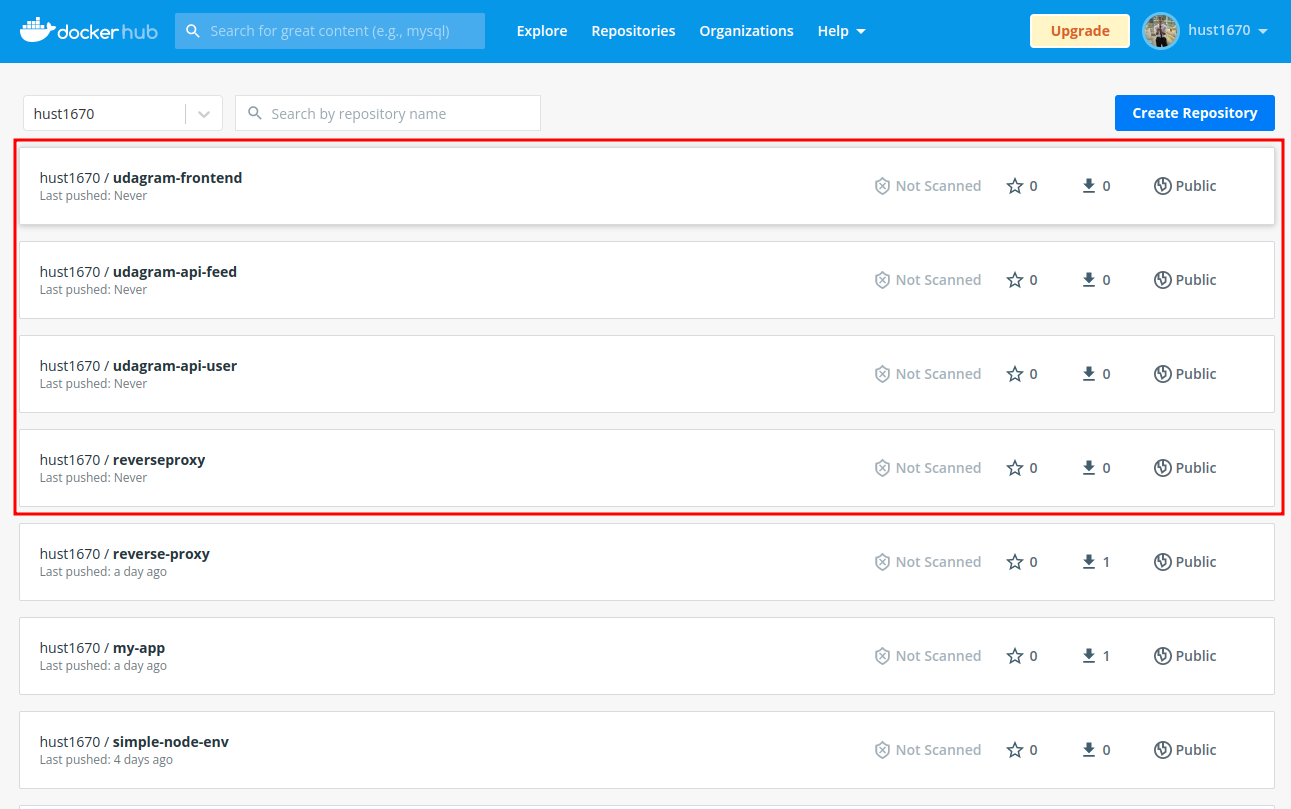 docker hub
Search for great content (e.g., mysql)
Explore
Repositories
Organizations
Help
Upgrade
hust1670
hust1670
Search by repository name
Create Repository
hust1670 / udagram-frontend
Last pushed: Never
Not Scanned
0
0
Public
hust1670 / udagram-api-feed
Last pushed: Never
Not Scanned
0
0
Public
hust1670 / udagram-api-user
Last pushed: Never
Not Scanned
0
0
Public
hust1670 / reverseproxy
Last pushed: Never
Not Scanned
0
0
Public
hust1670 / reverse-proxy
Last pushed: a day ago
Not Scanned
0
1
Public
hust1670 / my-app
Last pushed: a day ago
Not Scanned
0
1
Public
hust1670 / simple-node-env
Last pushed: 4 days ago
Not Scanned
0
0
Public